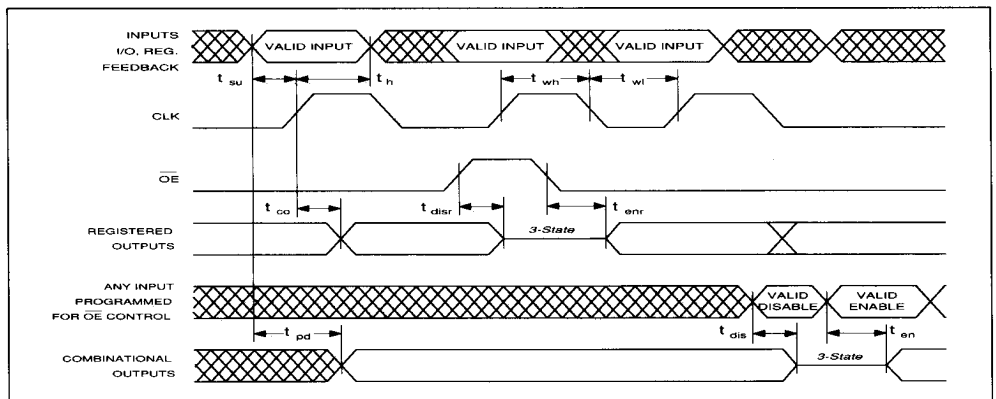 INPUTS
I/O, REG.
FEEDBACK
VALID INPUT
VALID INPUT
VALID INPUT
t su
t h
t wh
t wl
CLK
OE
t co
t disr
t enr
REGISTERED
OUTPUTS
3-State
ANY INPUT
PROGRAMMED
FOR OE CONTROL
VALID
DISABLE
VALID
ENABLE
t pd
t dis
t en
COMBINATIONAL
OUTPUTS
3-State